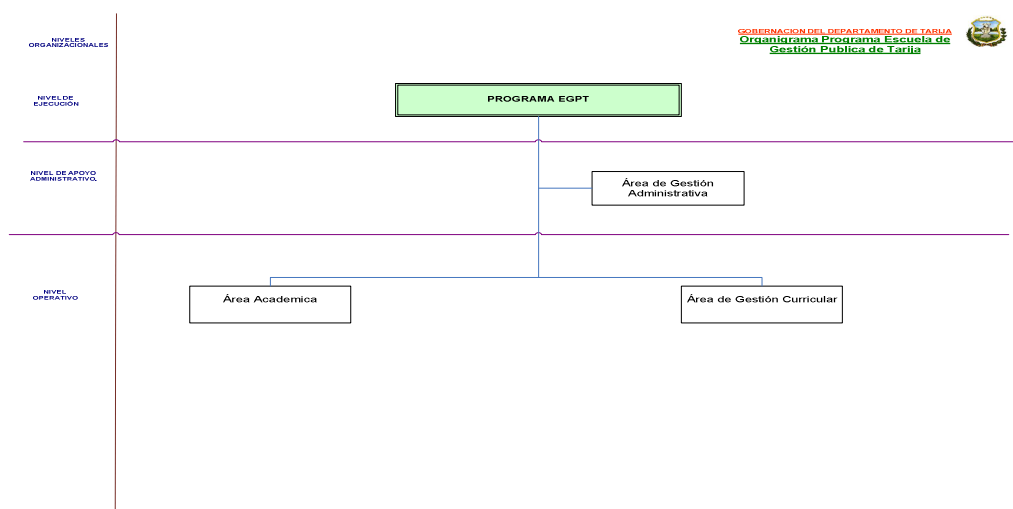 NIVELES
ORGANIZACIONALES
GOBERNACION DEL DEPARTAMENTO DE TARIJA
Organigrama Programa Escuela de
Gestión Publica de Tarija
NIVEL DE
EJECUCIÓN
PROGRAMA EGPT
NIVEL DE APOYO
ADMINISTRATIVO.
Área de Gestión
Administrativa
NIVEL
OPERATIVO
Área Academica
Área de Gestión Curricular